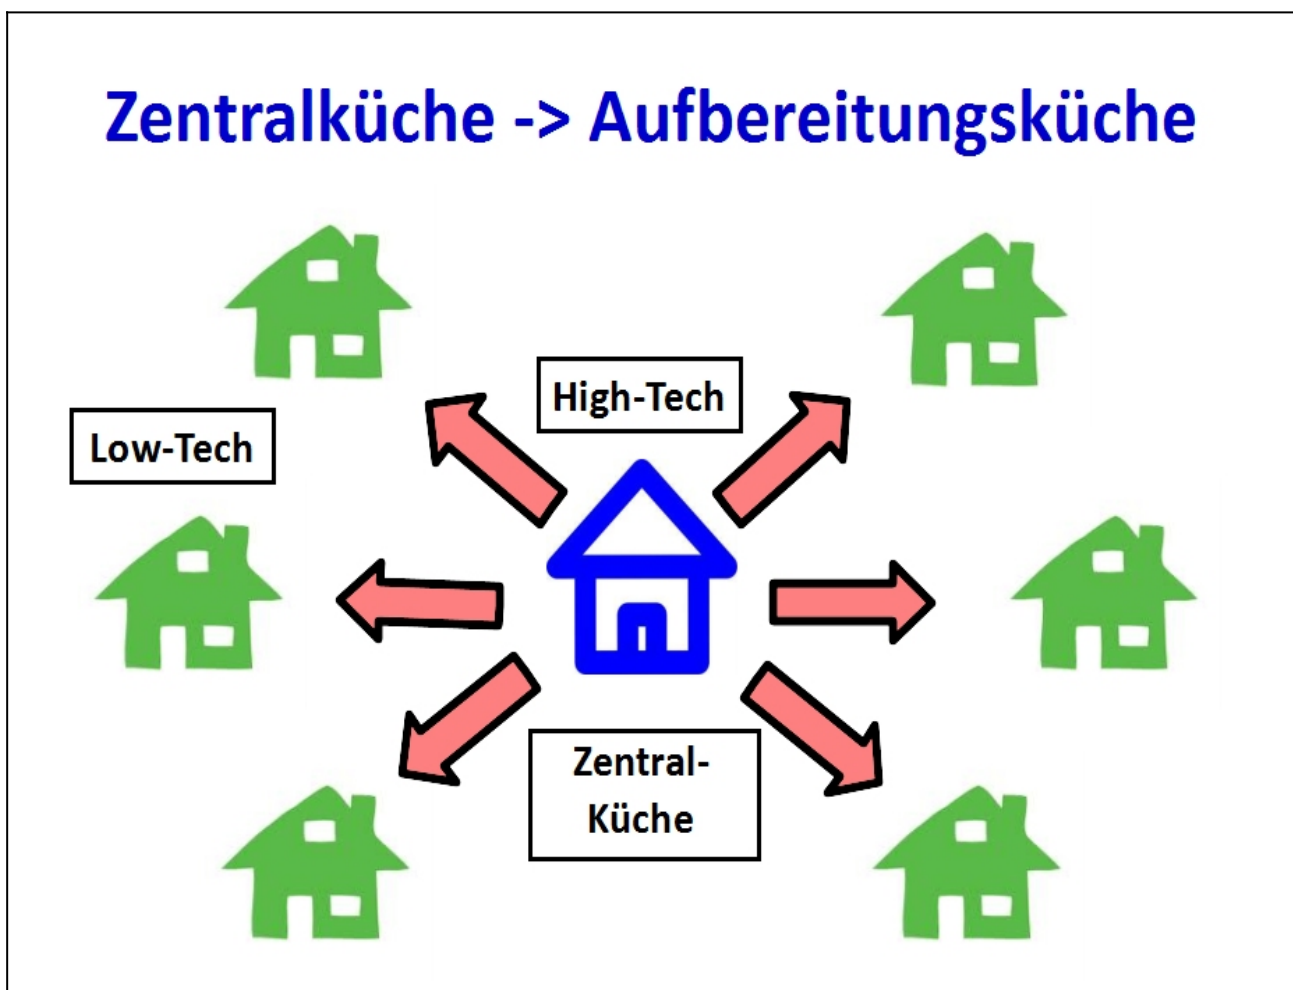 Zentralküche -> Aufbereitungsküche
High-Tech
Low-Tech
Zentral-
Küche